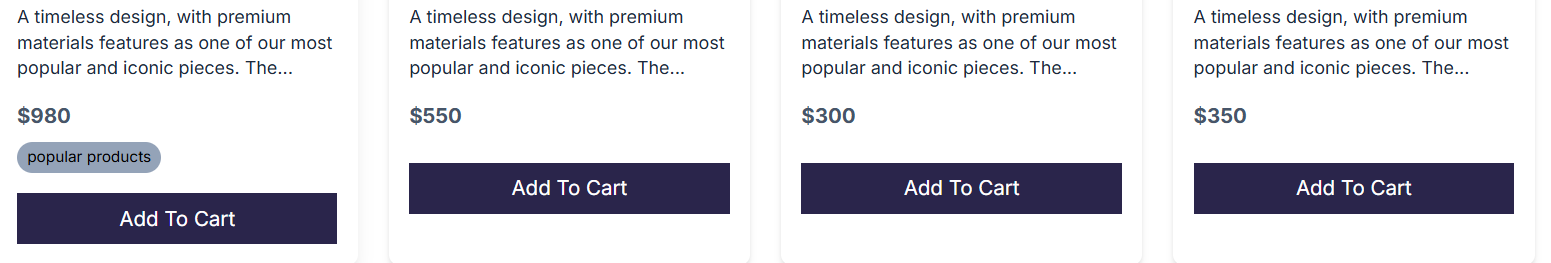 A timeless design, with premium
materials features as one of our most
popular and iconic pieces. The...
$980
popular products
Add To Cart
A timeless design, with premium
materials features as one of our most
popular and iconic pieces. The...
$550
Add To Cart
A timeless design, with premium
materials features as one of our most
popular and iconic pieces. The...
$300
Add To Cart
A timeless design, with premium
materials features as one of our most
popular and iconic pieces. The...
$350
Add To Cart